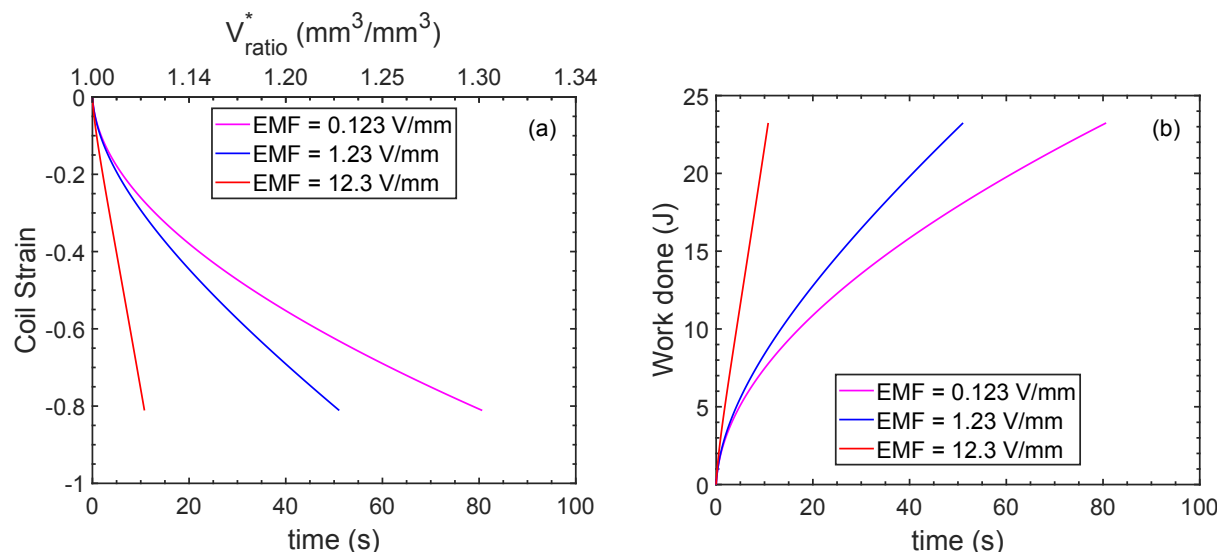 V*ratio (mm3/mm3)
1.00 1.14 1.20 1.25 1.30 1.34
0
-0.2
-0.4
-0.6
-0.8
-1
Coil Strain
EMF = 0.123 V/mm
EMF = 1.23 V/mm
EMF = 12.3 V/mm
(a)
0 20 40 60 80 100
time (s)
25
20
15
10
5
0
Work done (J)
(b)
EMF = 0.123 V/mm
EMF = 1.23 V/mm
EMF = 12.3 V/mm
0 20 40 60 80 100
time (s)